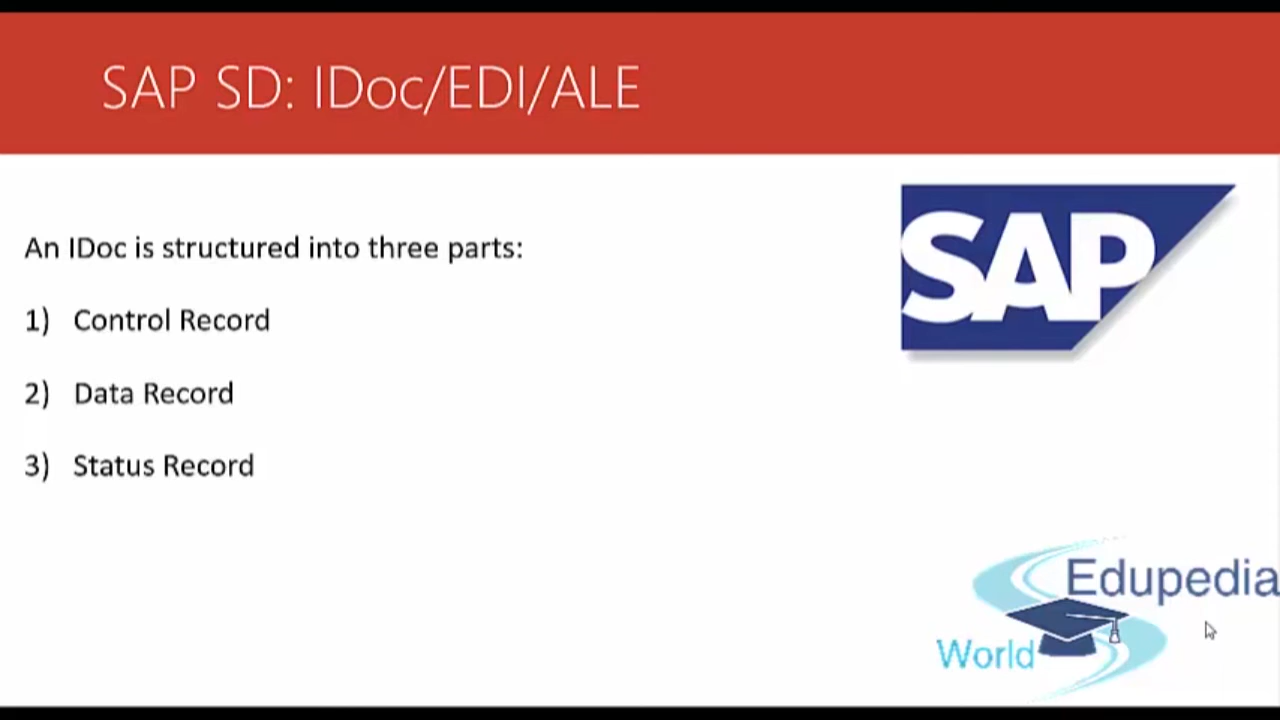 SAP SD: IDoc/EDI/ALE
SAP
An IDoc is structured into three parts:
1) Control Record
2) Data Record
3) Status Record
Edupedia
World